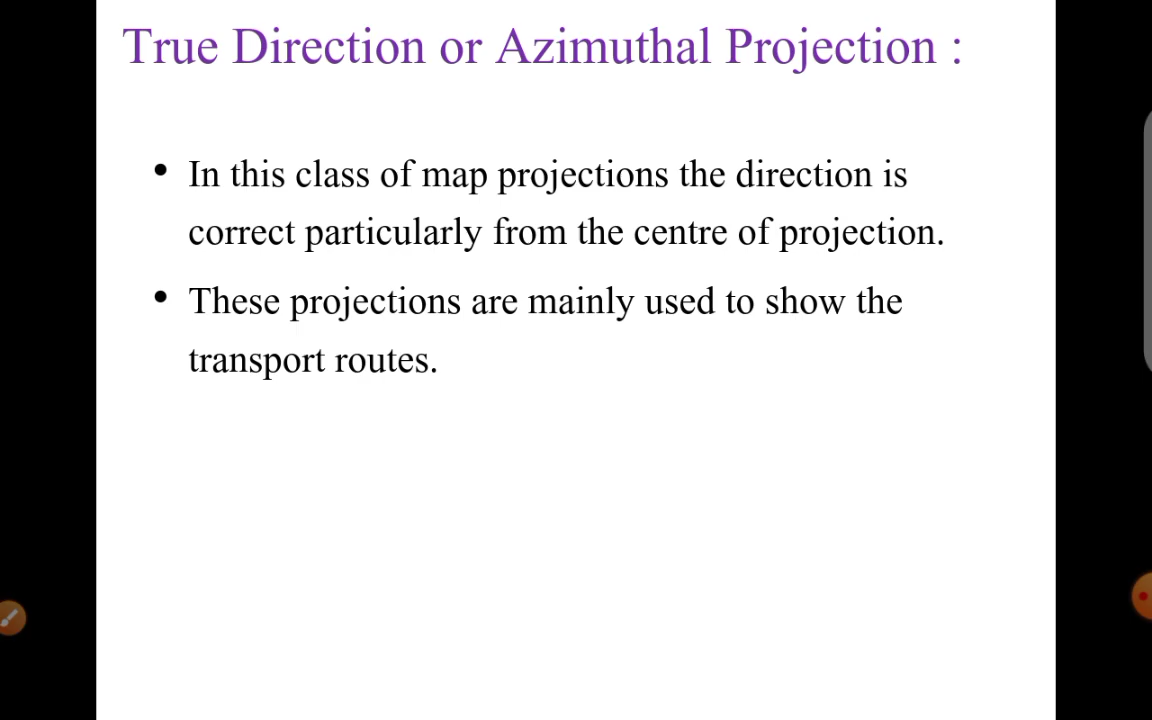 True Direction or Azimuthal Projection :
• In this class of map projections the direction is
correct particularly from the centre of projection.
• These projections are mainly used to show the
transport routes.